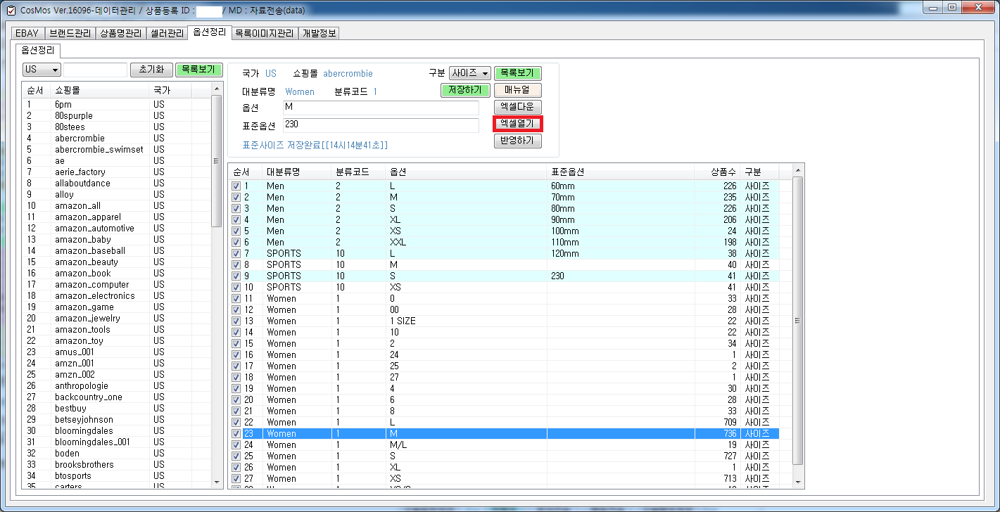 CosMos Ver.16096-데이터관리 / 상품등록 ID : / MD : 자료전송(data)
EBAY 브랜드관리 상품명관리 셀러관리 옵션정리 목록이미지관리 개발정보
옵션정리
US 초기화 목록보기
순서 쇼핑몰 국가
1 6pm US
2 80spurple US
3 80stees US
4 abercrombie US
5 abercrombie_swimset US
6 ae US
7 aerie_factory US
8 allaboutdance US
9 alloy US
10 amazon_all US
11 amazon_apparel US
12 amazon_automotive US
13 amazon_baby US
14 amazon_baseball US
15 amazon_beauty US
16 amazon_book US
17 amazon_computer US
18 amazon_electronics US
19 amazon_game US
20 amazon_jewelry US
21 amazon_tools US
22 amazon_toy US
23 amus_001 US
24 amzn_001 US
25 amzn_002 US
26 anthropologie US
27 backcountry_one US
28 bestbuy US
29 betseyjohnson US
30 bloomingdales US
31 bloomingdales_001 US
32 boden US
33 brooksbrothers US
34 btosports US
35 carters US
국가 US 쇼핑몰 abercrombie 구분 사이즈 목록보기
대분류명 Women 분류코드 1 저장하기 매뉴얼
옵션 M 엑셀다운
표준옵션 230 엑셀열기
표준사이즈 저장완료[[14시14분41초]] 반영하기
순서 대분류명 분류코드 옵션 표준옵션 상품수 구분
1 Men 2 L 60mm 226 사이즈
2 Men 2 M 70mm 235 사이즈
3 Men 2 S 80mm 226 사이즈
4 Men 2 XL 90mm 206 사이즈
5 Men 2 XS 100mm 24 사이즈
6 Men 2 XXL 110mm 198 사이즈
7 SPORTS 10 L 120mm 38 사이즈
8 SPORTS 10 M 40 사이즈
9 SPORTS 10 S 230 41 사이즈
10 SPORTS 10 XS 41 사이즈
11 Women 1 0 33 사이즈
12 Women 1 00 28 사이즈
13 Women 1 1 SIZE 22 사이즈
14 Women 1 10 22 사이즈
15 Women 1 2 34 사이즈
16 Women 1 24 1 사이즈
17 Women 1 25 2 사이즈
18 Women 1 27 1 사이즈
19 Women 1 4 30 사이즈
20 Women 1 6 28 사이즈
21 Women 1 8 33 사이즈
22 Women 1 L 709 사이즈
23 Women 1 M 736 사이즈
24 Women 1 M/L 19 사이즈
25 Women 1 S 727 사이즈
26 Women 1 XL 1 사이즈
27 Women 1 XS 713 사이즈